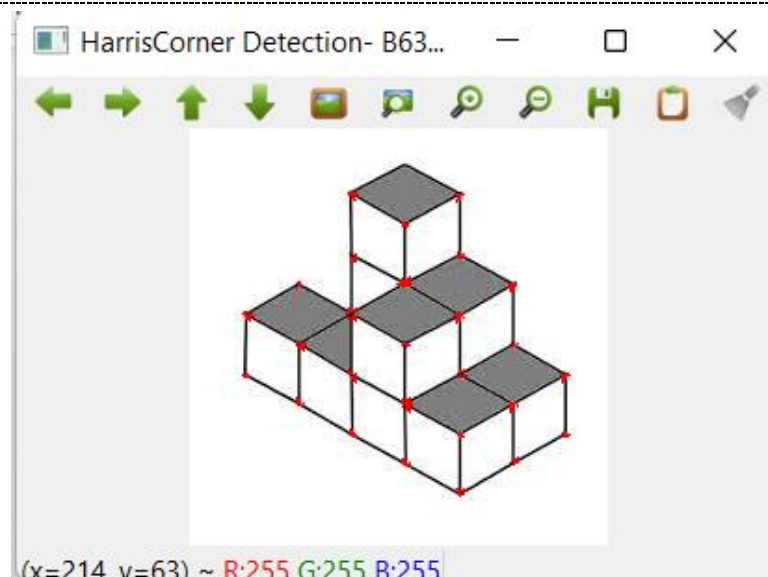 HarrisCorner Detection- B63...
(x=214, y=63) ~ R:255 G:255 B:255